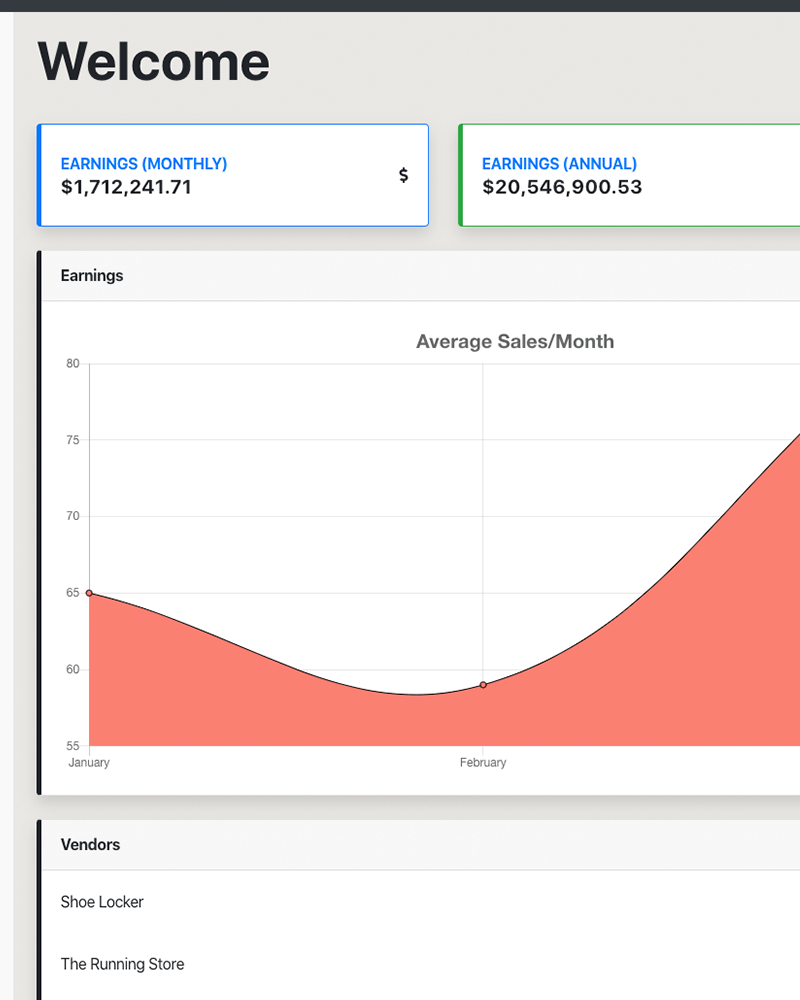 Welcome
EARNINGS (MONTHLY)
$1,712,241.71
$
EARNINGS (ANNUAL)
$20,546,900.53
Earnings
Average Sales/Month
80
75
70
65
60
55
January
February
Vendors
Shoe Locker
The Running Store